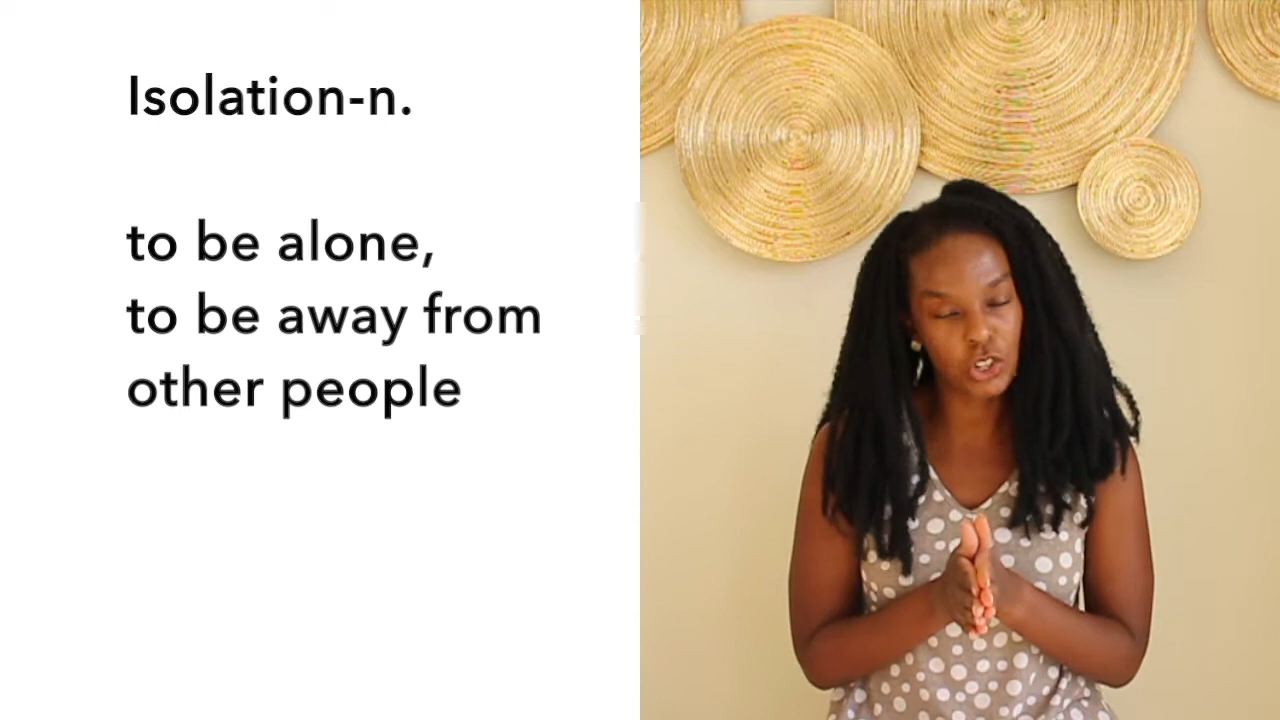 Isolation-n.
to be alone,
to be away from
other people